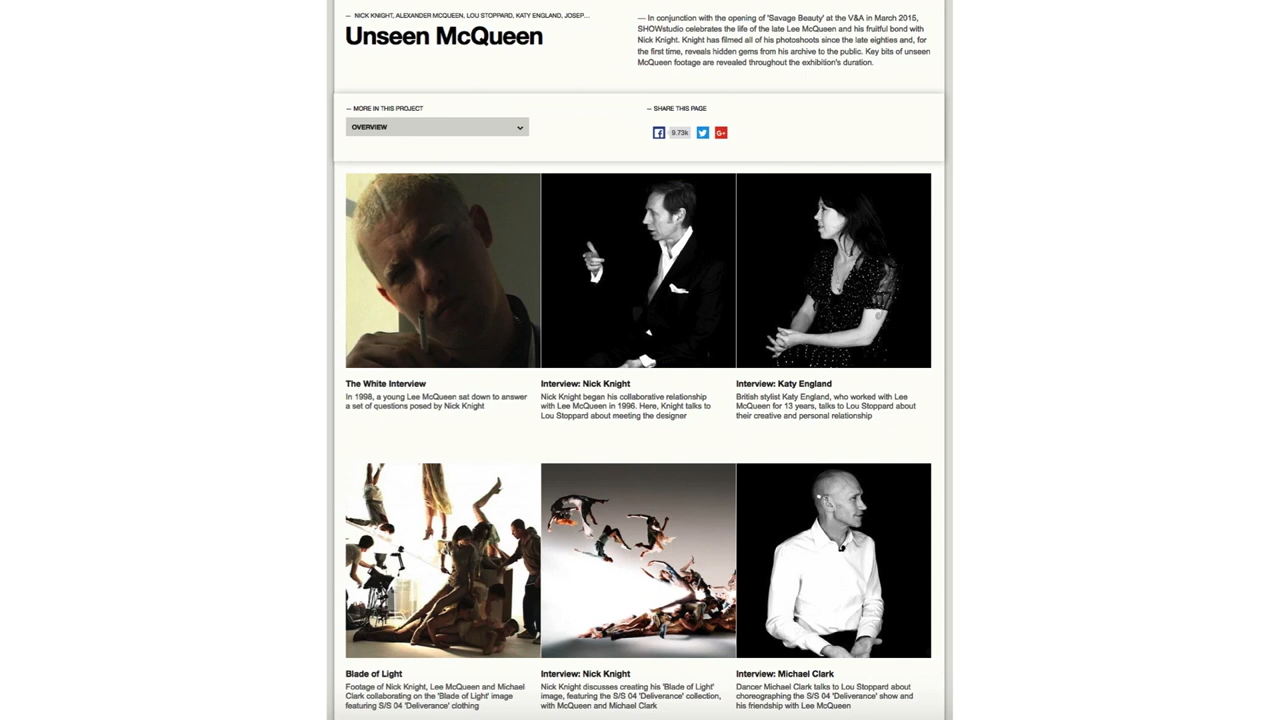 — NICK KNIGHT, ALEXANDER MCQUEEN, LOU STOPPARD, KATY ENGLAND, JOSEP...
Unseen McQueen
— In conjunction with the opening of 'Savage Beauty' at the V&A in March 2015,
SHOWstudio celebrates the life of the late Lee McQueen and his fruitful bond with
Nick Knight. Knight has filmed all of his photoshoots since the late eighties and, for
the first time, reveals hidden gems from his archive to the public. Key bits of unseen
McQueen footage are revealed throughout the exhibition's duration.
— MORE IN THIS PROJECT
OVERVIEW
— SHARE THIS PAGE
9.73k
G+
The White Interview
In 1998, a young Lee McQueen sat down to answer
a set of questions posed by Nick Knight
Interview: Nick Knight
Nick Knight began his collaborative relationship
with Lee McQueen in 1996. Here, Knight talks to
Lou Stoppard about meeting the designer
Interview: Katy England
British stylist Katy England, who worked with Lee
McQueen for 13 years, talks to Lou Stoppard about
their creative and personal relationship
Blade of Light
Footage of Nick Knight, Lee McQueen and Michael
Clark collaborating on the 'Blade of Light' image
featuring S/S 04 'Deliverance' clothing
Interview: Nick Knight
Nick Knight discusses creating his 'Blade of Light'
image, featuring the S/S 04 'Deliverance' collection,
with McQueen and Michael Clark
Interview: Michael Clark
Dancer Michael Clark talks to Lou Stoppard about
choreographing the S/S 04 'Deliverance' show and
his friendship with Lee McQueen